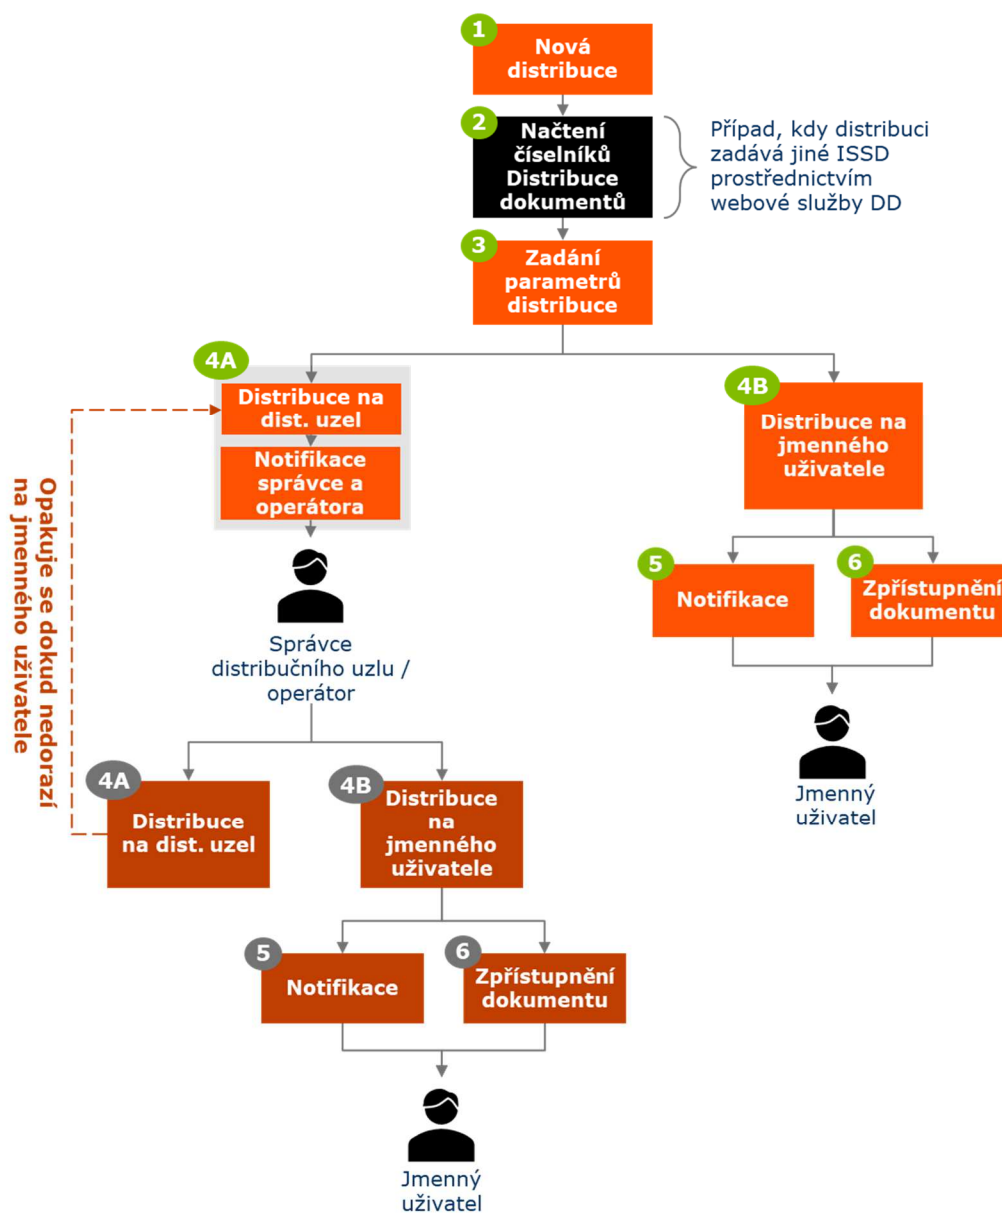 1
Nová
distribuce
2
Načtení
číselníků
Distribuce
dokumentů
Případ, kdy distribuci
zadává jiné ISSD
prostřednictvím
webové služby DD
3
Zadání
parametrů
distribuce
4A
Distribuce na
dist. uzel
Notifikace
správce a
operátora
Správce
distribučního uzlu /
operátor
4B
Distribuce na
jmenného
uživatele
5
Notifikace
6
Zpřístupnění
dokumentu
Jmenný
uživatel
Opakuje se dokud nedorazí
na jmenného uživatele
4A
Distribuce
na dist. uzel
4B
Distribuce
na
jmenného
uživatele
5
Notifikace
6
Zpřístupnění
dokumentu
Jmenný
uživatel